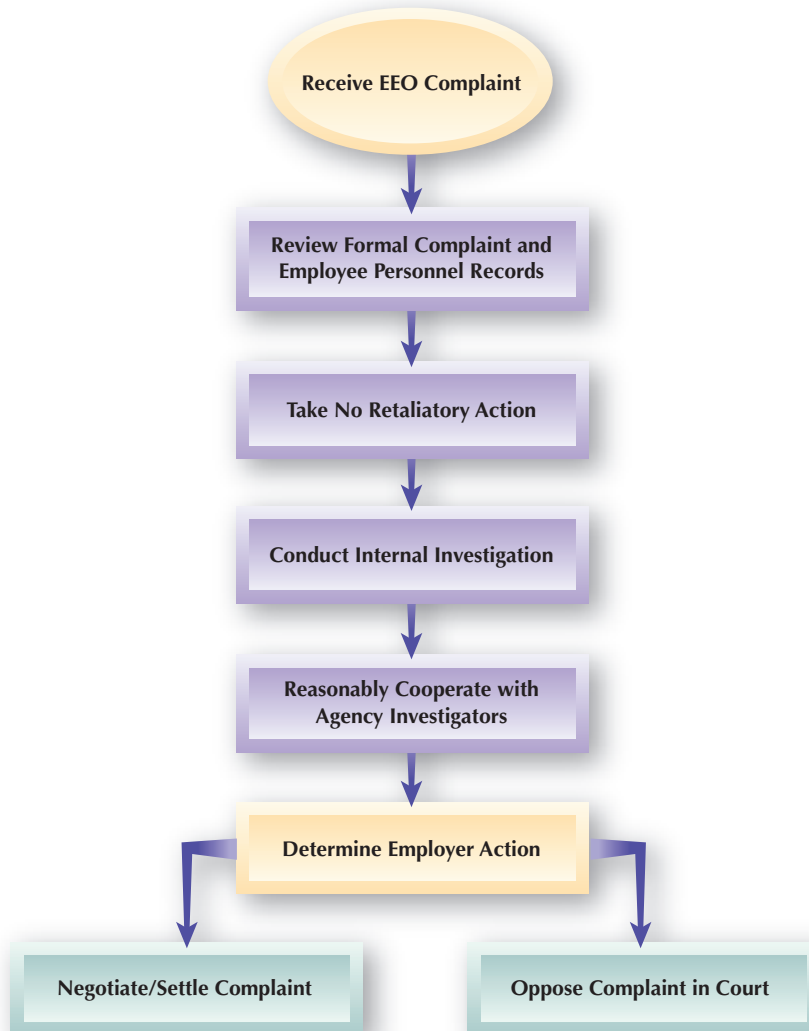 Receive EEO Complaint
Review Formal Complaint and
Employee Personnel Records
Take No Retaliatory Action
Conduct Internal Investigation
Reasonably Cooperate with
Agency Investigators
Determine Employer Action
Negotiate/Settle Complaint
Oppose Complaint in Court